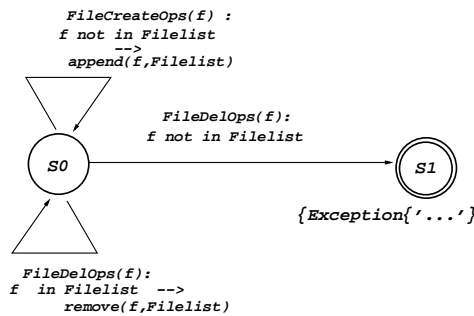 FileCreateOps(f) :
f not in Filelist
-->
append(f,Filelist)
FileDelOps(f):
f not in Filelist
S0
S1
{Exception{'...'}
FileDelOps(f):
f in Filelist -->
remove(f,Filelist)